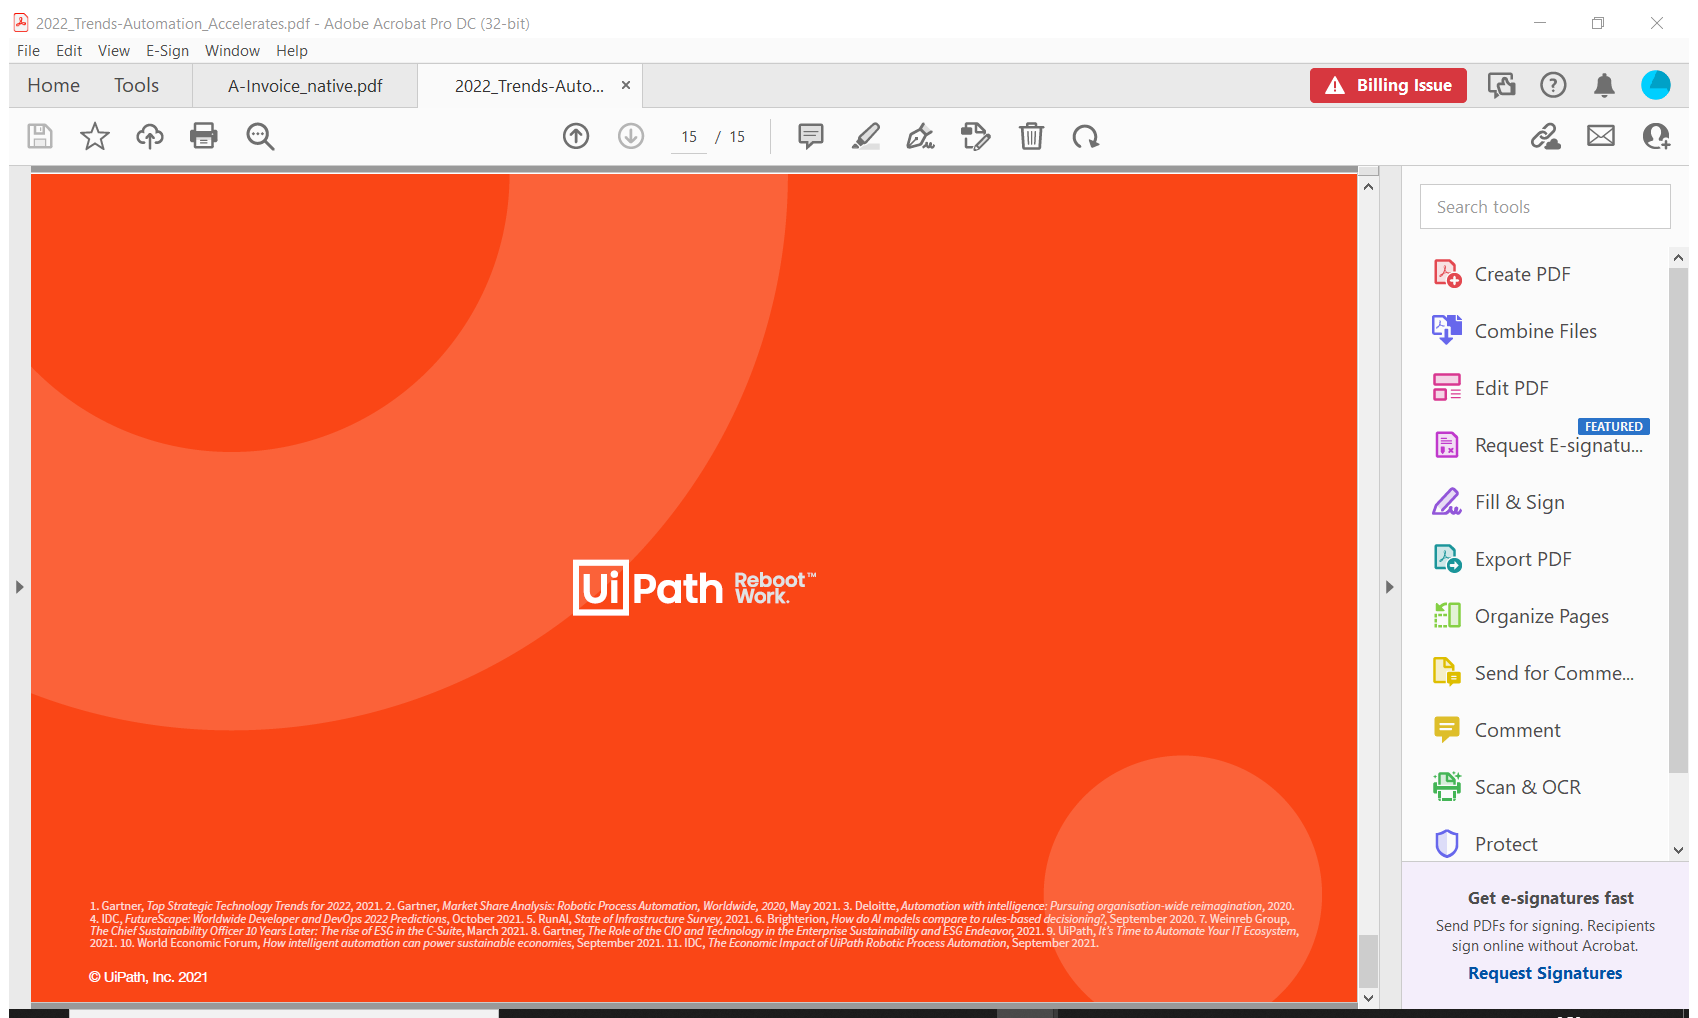 2022_Trends-Automation_Accelerates.pdf - Adobe Acrobat Pro DC (32-bit)
File Edit View E-Sign Window Help
Home Tools A-Invoice_native.pdf 2022_Trends-Auto... × Billing Issue
15 / 15
Search tools
Create PDF
Combine Files
Edit PDF
FEATURED
Request E-signatu...
Fill & Sign
Export PDF
Organize Pages
Send for Comme...
Comment
Scan & OCR
Protect
Get e-signatures fast
Send PDFs for signing. Recipients
sign online without Acrobat.
Request Signatures
UiPath Reboot™
Work.
1. Gartner, Top Strategic Technology Trends for 2022, 2021. 2. Gartner, Market Share Analysis: Robotic Process Automation, Worldwide, 2020, May 2021. 3. Deloitte, Automation with intelligence: Pursuing organisation-wide reimagination, 2020.
4. IDC, FutureScape: Worldwide Developer and DevOps 2022 Predictions, October 2021. 5. RunAI, State of Infrastructure Survey, 2021. 6. Brighterion, How do AI models compare to rules-based decisioning?, September 2020. 7. Weinreb Group,
The Chief Sustainability Officer 10 Years Later: The rise of ESG in the C-Suite, March 2021. 8. Gartner, The Role of the CIO and Technology in the Enterprise Sustainability and ESG Endeavor, 2021. 9. UiPath, It's Time to Automate Your IT Ecosystem,
2021. 10. World Economic Forum, How intelligent automation can power sustainable economies, September 2021. 11. IDC, The Economic Impact of UiPath Robotic Process Automation, September 2021.
© UiPath, Inc. 2021